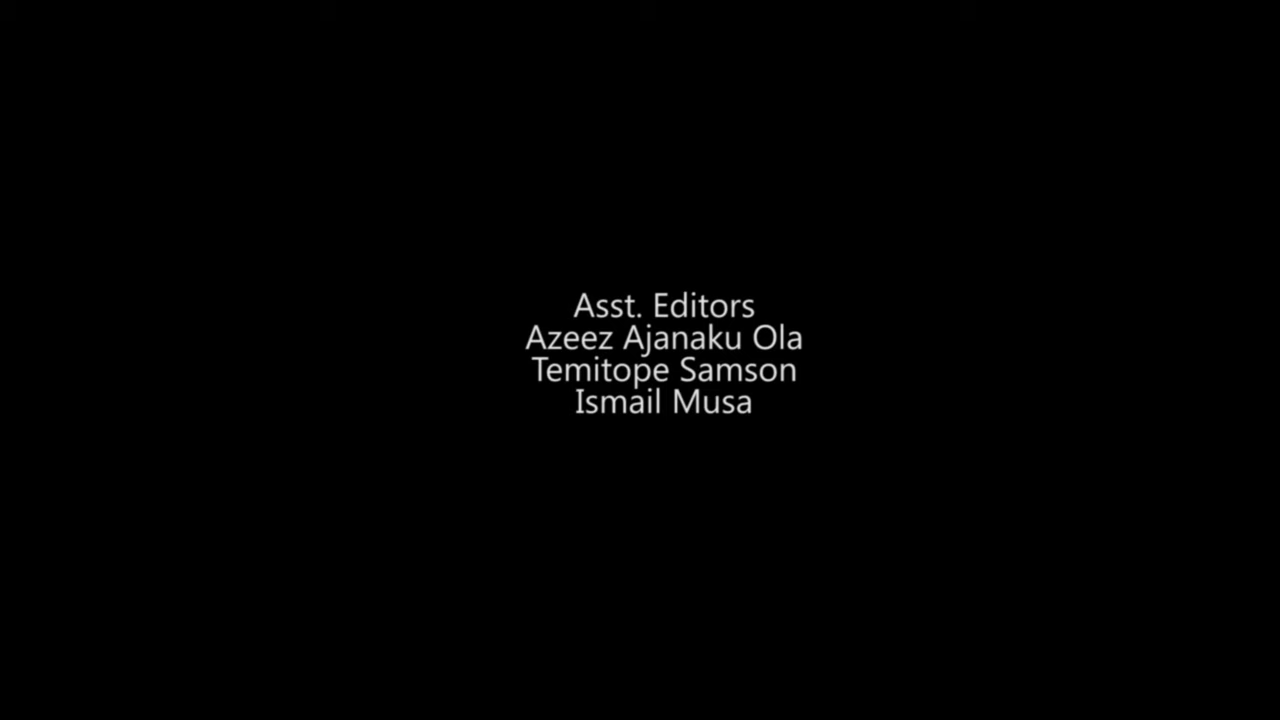 Asst. Editors
Azeez Ajanaku Ola
Temitope Samson
Ismail Musa